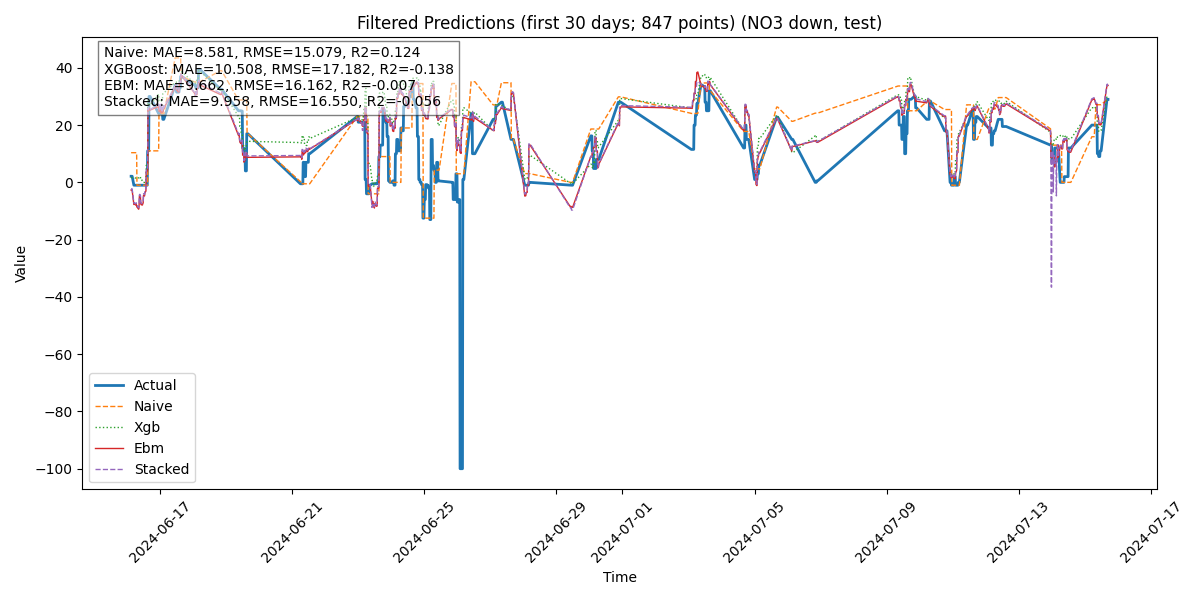 Filtered Predictions (first 30 days; 847 points) (NO3 down, test)
Naive: MAE=8.581, RMSE=15.079, R2=0.124
XGBoost: MAE=10.508, RMSE=17.182, R2=-0.138
EBM: MAE=9.662, RMSE=16.162, R2=-0.007
Stacked: MAE=9.958, RMSE=16.550, R2=-0.056
40
20
0
−20
−40
−60
−80
−100
Value
Actual
Naive
Xgb
Ebm
Stacked
2024-06-17
2024-06-21
2024-06-25
2024-06-29
2024-07-01
2024-07-05
2024-07-09
2024-07-13
2024-07-17
Time